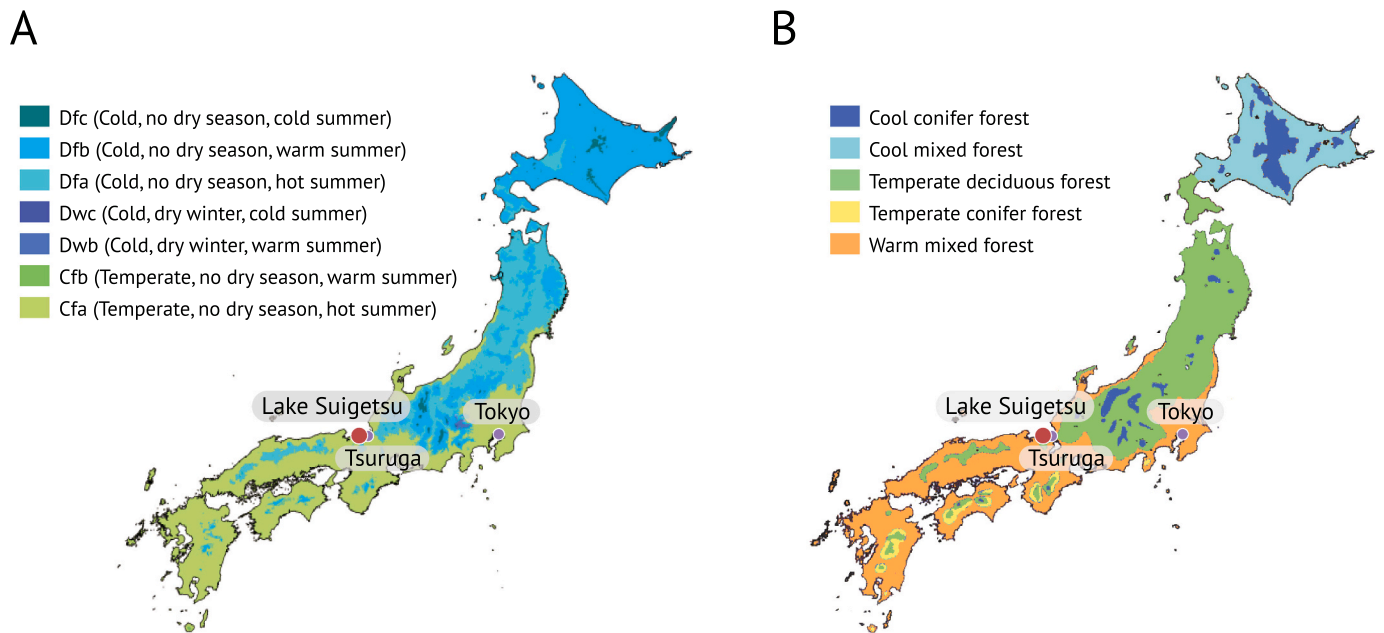 A
Dfc (Cold, no dry season, cold summer)
Dfb (Cold, no dry season, warm summer)
Dfa (Cold, no dry season, hot summer)
Dwc (Cold, dry winter, cold summer)
Dwb (Cold, dry winter, warm summer)
Cfb (Temperate, no dry season, warm summer)
Cfa (Temperate, no dry season, hot summer)
Lake Suigetsu
Tokyo
Tsuruga
B
Cool conifer forest
Cool mixed forest
Temperate deciduous forest
Temperate conifer forest
Warm mixed forest
Lake Suigetsu
Tokyo
Tsuruga